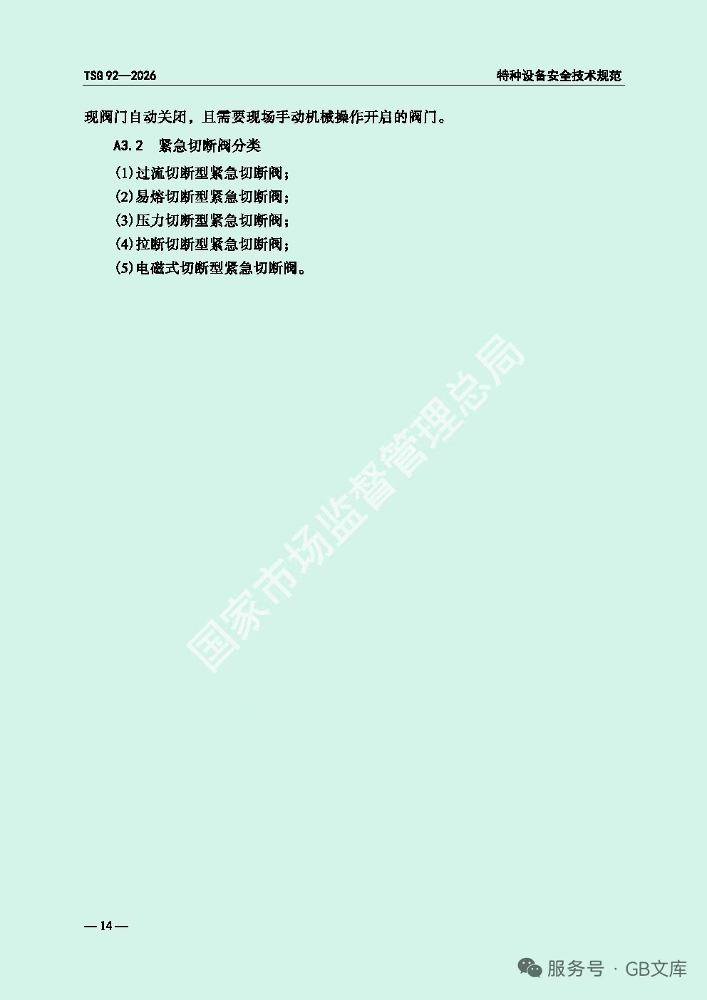 TSG 92—2026 特种设备安全技术规范
现阀门自动关闭，且需要现场手动机械操作开启的阀门。
A3.2 紧急切断阀分类
(1)过流切断型紧急切断阀；
(2)易熔切断型紧急切断阀；
(3)压力切断型紧急切断阀；
(4)拉断切断型紧急切断阀；
(5)电磁式切断型紧急切断阀。
国家市场监督管理总局
— 14 —
服务号 · GB文库